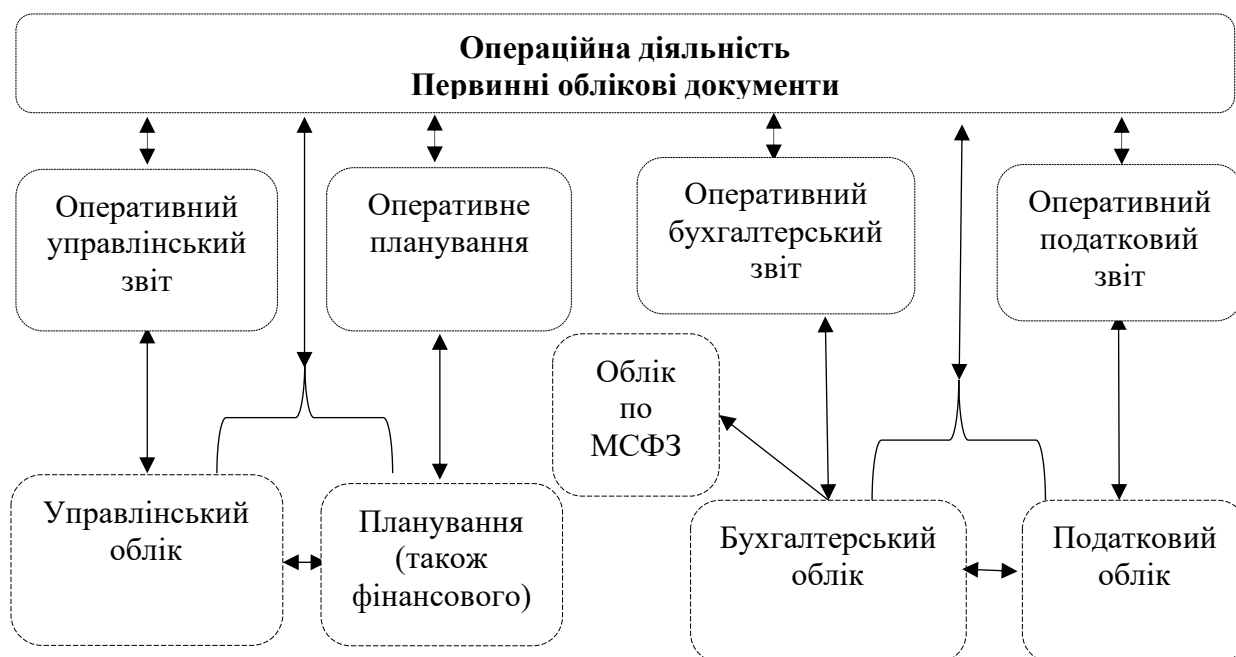 Операційна діяльність
Первинні облікові документи
Оперативний
управлінський
звіт
Оперативне
планування
Оперативний
бухгалтерський
звіт
Оперативний
податковий
звіт
Облік
по
МСФЗ
Управлінський
облік
Планування
(також
фінансового)
Бухгалтерський
облік
Податковий
облік